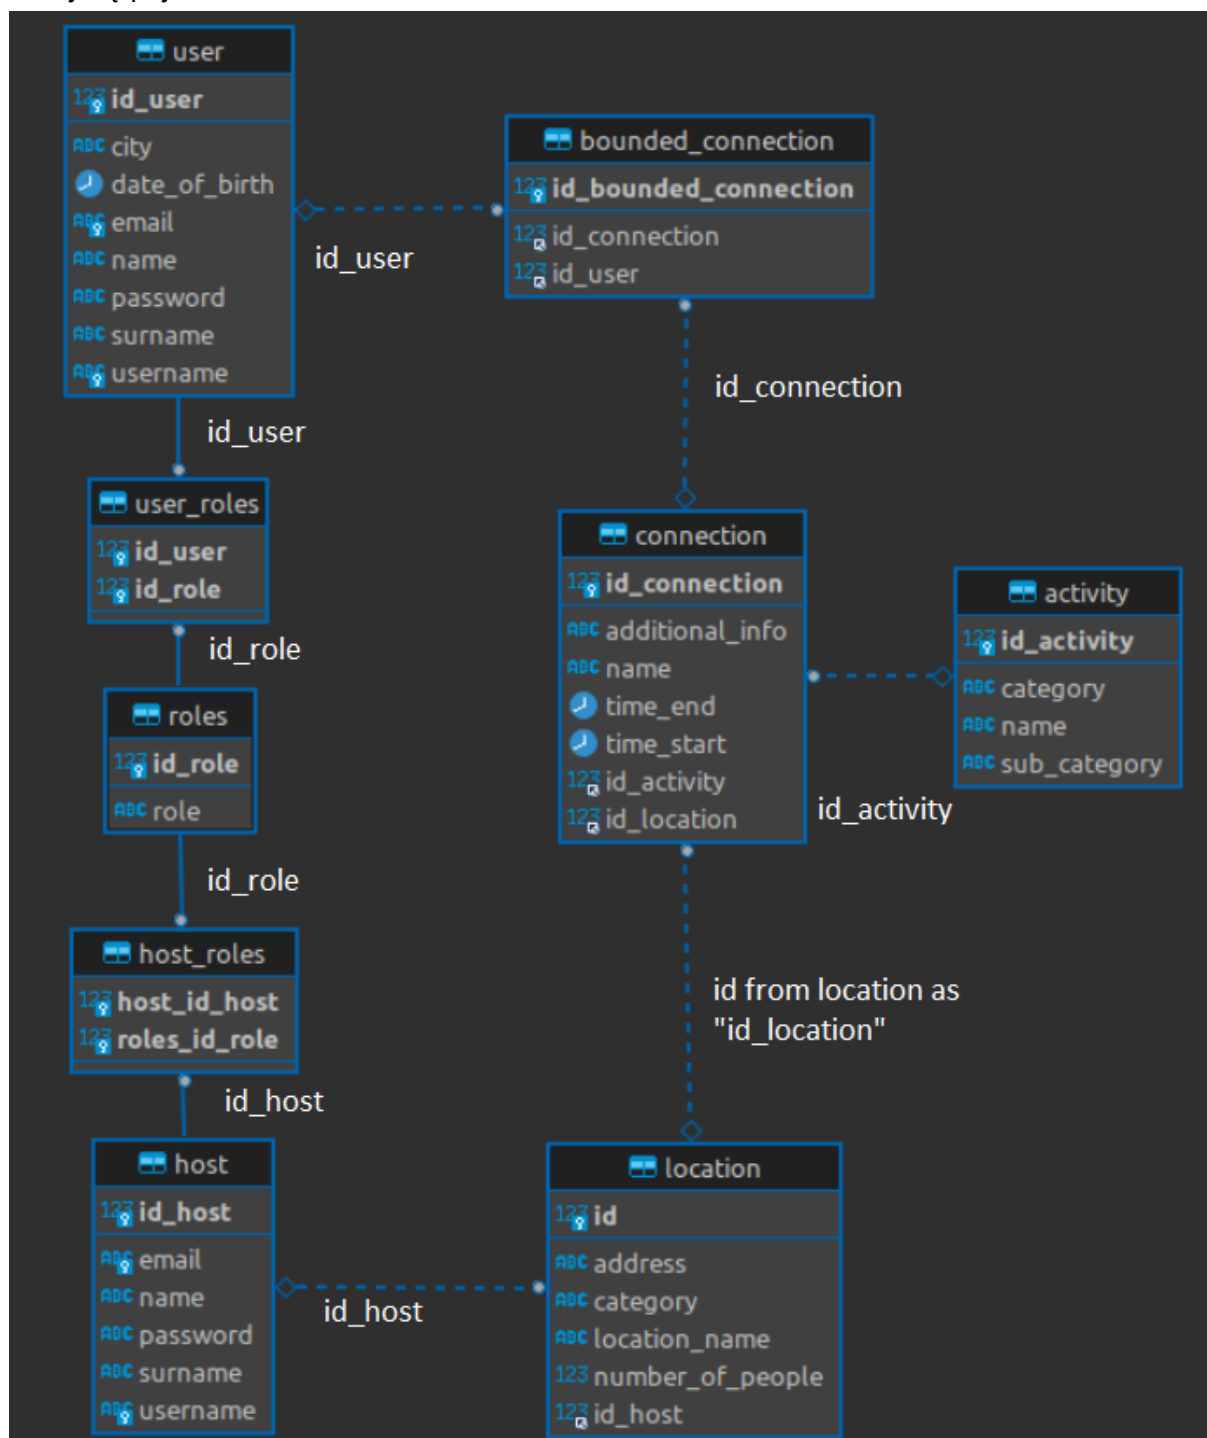 user
id_user
city
date_of_birth
email
name
password
surname
username
id_user
bounded_connection
id_bounded_connection
id_connection
id_user
id_connection
id_user
user_roles
id_user
id_role
id_role
connection
id_connection
additional_info
name
time_end
time_start
id_activity
id_location
activity
id_activity
category
name
sub_category
id_activity
roles
id_role
role
id_role
host_roles
host_id_host
roles_id_role
id_host
id from location as
"id_location"
host
id_host
email
name
password
surname
username
id_host
location
id
address
category
location_name
number_of_people
id_host